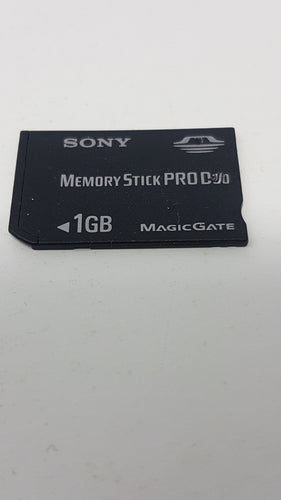 SONY
MEMORY STICK PRO DUO
1GB MAGICGATE